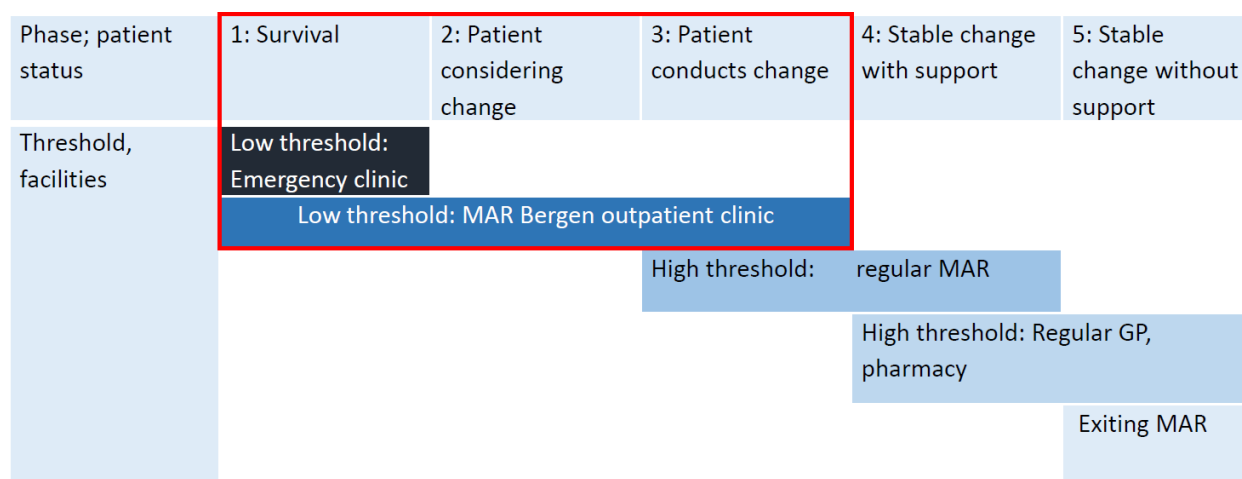 Phase; patient
status
1: Survival
2: Patient
considering
change
3: Patient
conducts change
4: Stable change
with support
5: Stable
change without
support
Threshold,
facilities
Low threshold:
Emergency clinic
Low threshold: MAR Bergen outpatient clinic
High threshold: regular MAR
High threshold: Regular GP,
pharmacy
Exiting MAR